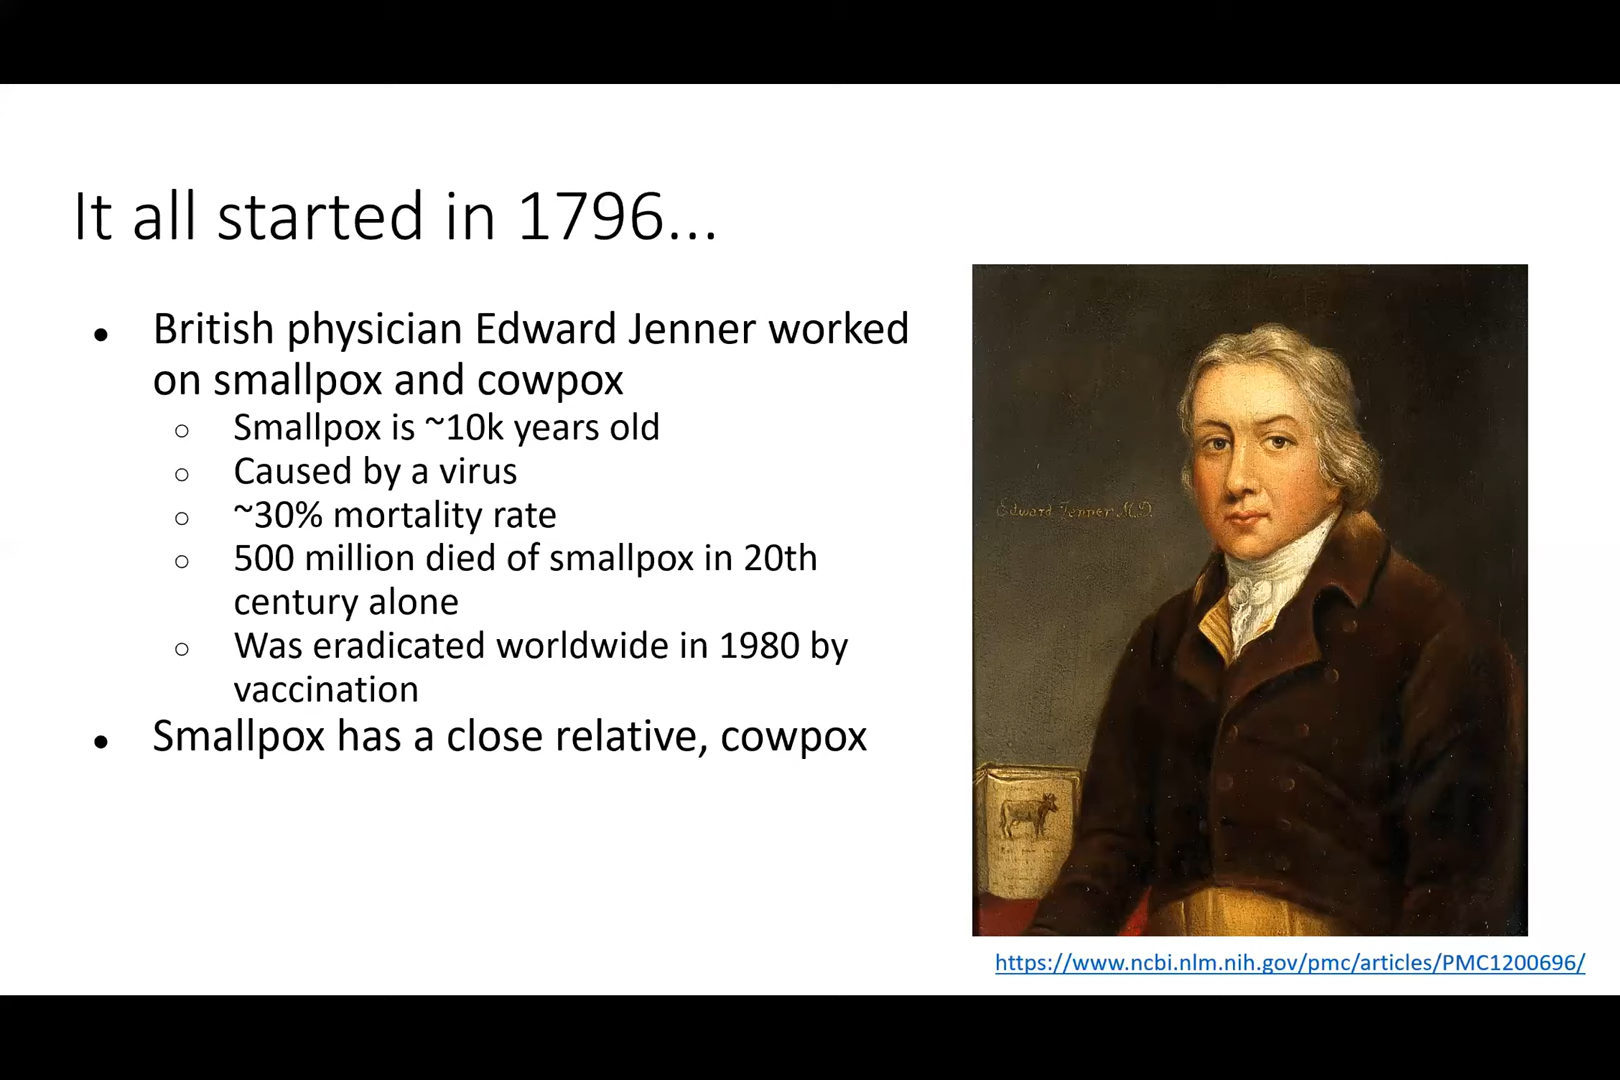 It all started in 1796...
● British physician Edward Jenner worked
on smallpox and cowpox
○ Smallpox is ~10k years old
○ Caused by a virus
○ ~30% mortality rate
○ 500 million died of smallpox in 20th
century alone
○ Was eradicated worldwide in 1980 by
vaccination
● Smallpox has a close relative, cowpox
Edward Jenner M.D.
https://www.ncbi.nlm.nih.gov/pmc/articles/PMC1200696/